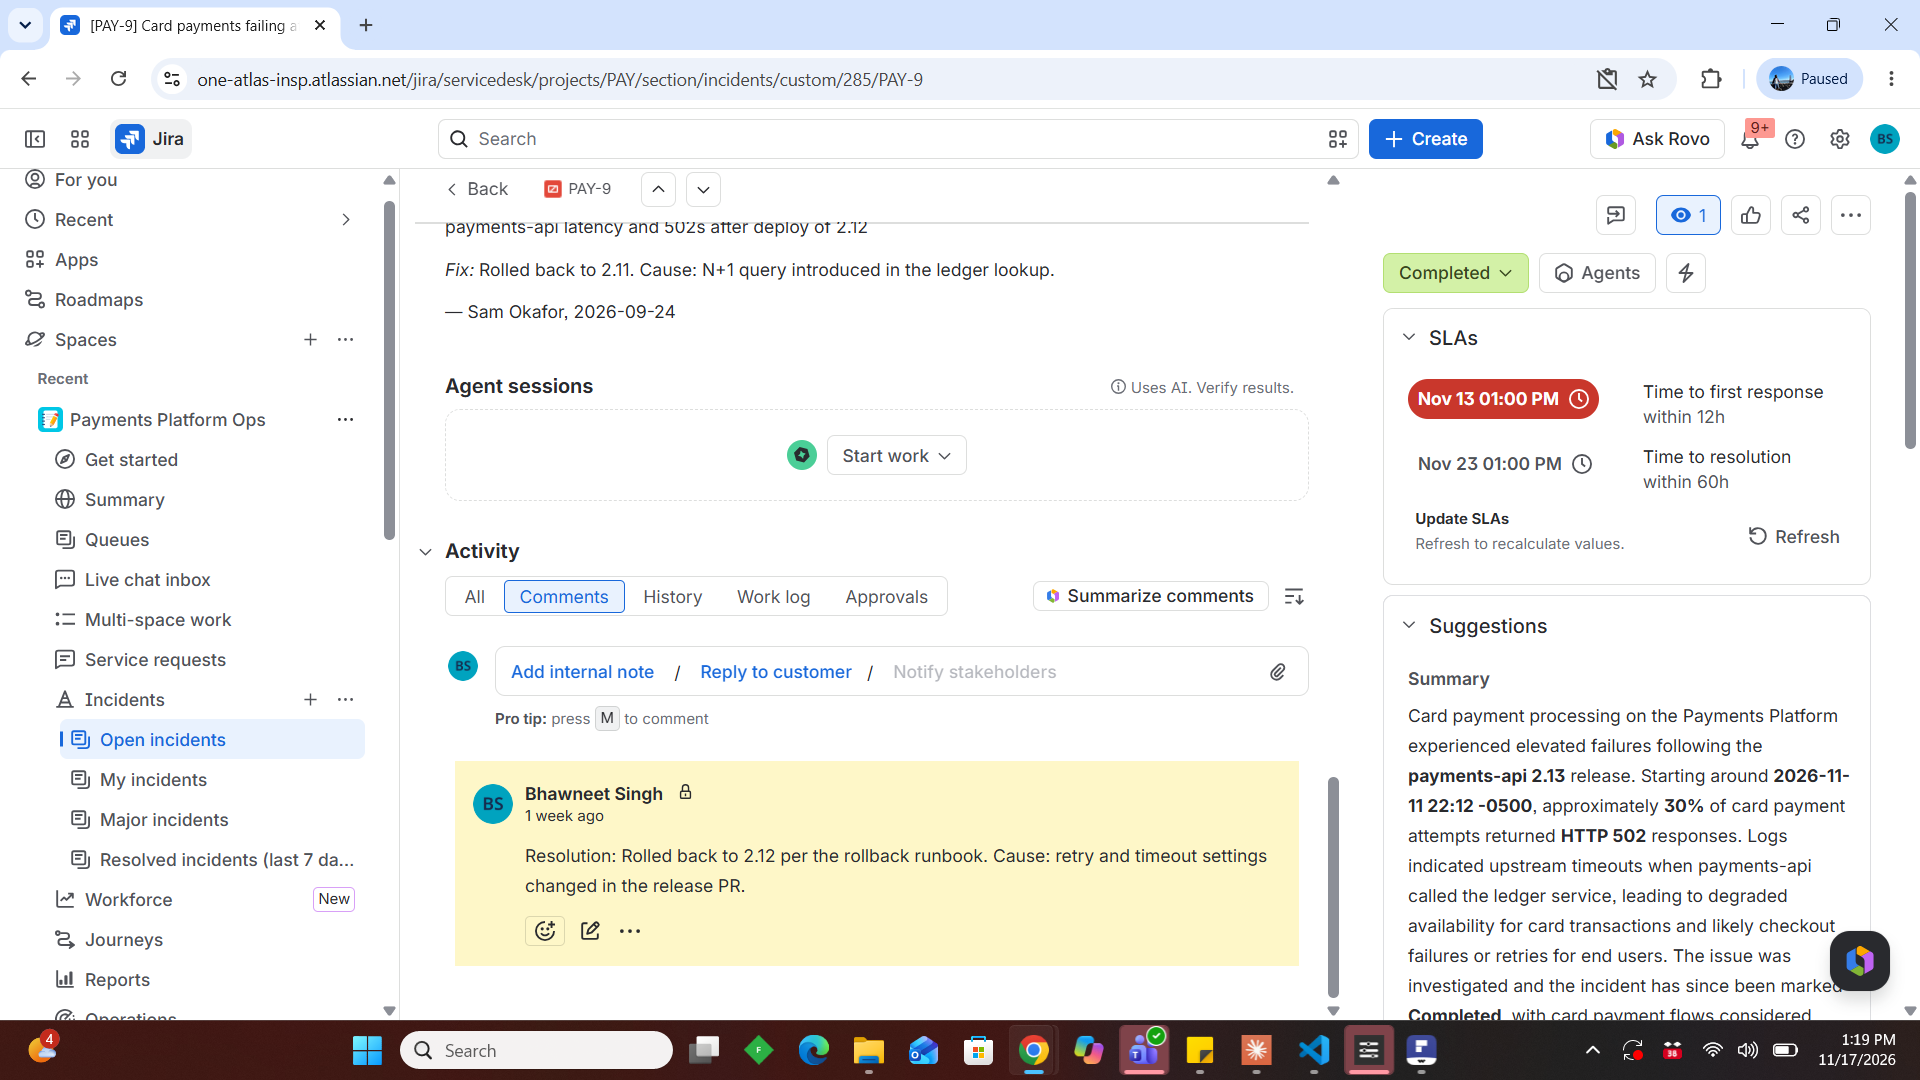 [PAY-9] Card payments failing a
one-atlas-insp.atlassian.net/jira/servicedesk/projects/PAY/section/incidents/custom/285/PAY-9
Paused
Jira
Search
Create
Ask Rovo
9+
BS
For you
Recent
Apps
Roadmaps
Spaces
Recent
Payments Platform Ops
Get started
Summary
Queues
Live chat inbox
Multi-space work
Service requests
Incidents
Open incidents
My incidents
Major incidents
Resolved incidents (last 7 da...
Workforce
New
Journeys
Reports
Operations
Back
PAY-9
payments-api latency and 502s after deploy of 2.12
Fix: Rolled back to 2.11. Cause: N+1 query introduced in the ledger lookup.
— Sam Okafor, 2026-09-24
Agent sessions
Uses AI. Verify results.
Start work
Activity
All
Comments
History
Work log
Approvals
Summarize comments
BS
Add internal note / Reply to customer / Notify stakeholders
Pro tip: press M to comment
BS
Bhawneet Singh
1 week ago
Resolution: Rolled back to 2.12 per the rollback runbook. Cause: retry and timeout settings
changed in the release PR.
1
Completed
Agents
SLAs
Nov 13 01:00 PM
Time to first response
within 12h
Nov 23 01:00 PM
Time to resolution
within 60h
Update SLAs
Refresh to recalculate values.
Refresh
Suggestions
Summary
Card payment processing on the Payments Platform
experienced elevated failures following the
payments-api 2.13 release. Starting around 2026-11-
11 22:12 -0500, approximately 30% of card payment
attempts returned HTTP 502 responses. Logs
indicated upstream timeouts when payments-api
called the ledger service, leading to degraded
availability for card transactions and likely checkout
failures or retries for end users. The issue was
investigated and the incident has since been marked
Completed, with card payment flows considered
4
Search
38
1:19 PM
11/17/2026